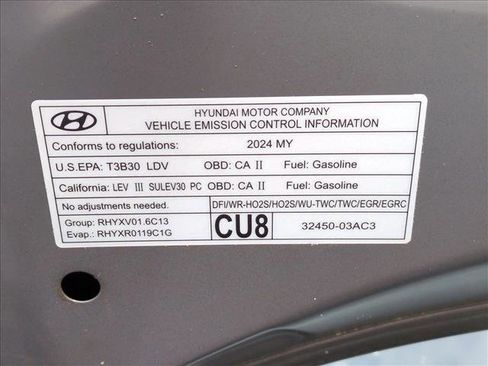 HYUNDAI MOTOR COMPANY
VEHICLE EMISSION CONTROL INFORMATION
Conforms to regulations: 2024 MY
U.S.EPA: T3B30 LDV OBD: CA II Fuel: Gasoline
California: LEV III SULEV30 PC OBD: CA II Fuel: Gasoline
No adjustments needed. DFI/WR-HO2S/HO2S/WU-TWC/TWC/EGR/EGRC
Group: RHYXV01.6C13
Evap.: RHYXR0119C1G
CU8
32450-03AC3